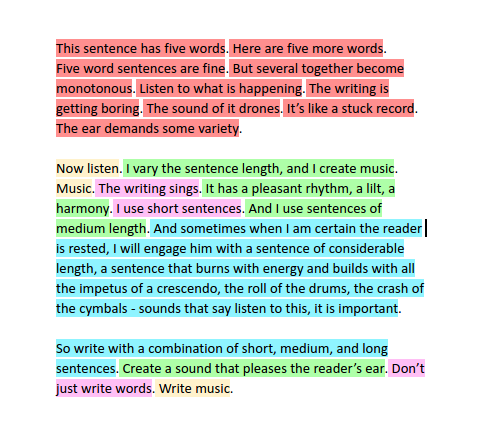 This sentence has five words. Here are five more words.
Five word sentences are fine. But several together become
monotonous. Listen to what is happening. The writing is
getting boring. The sound of it drones. It’s like a stuck record.
The ear demands some variety.
Now listen. I vary the sentence length, and I create music.
Music. The writing sings. It has a pleasant rhythm, a lilt, a
harmony. I use short sentences. And I use sentences of
medium length. And sometimes when I am certain the reader
is rested, I will engage him with a sentence of considerable
length, a sentence that burns with energy and builds with all
the impetus of a crescendo, the roll of the drums, the crash of
the cymbals - sounds that say listen to this, it is important.
So write with a combination of short, medium, and long
sentences. Create a sound that pleases the reader’s ear. Don’t
just write words. Write music.